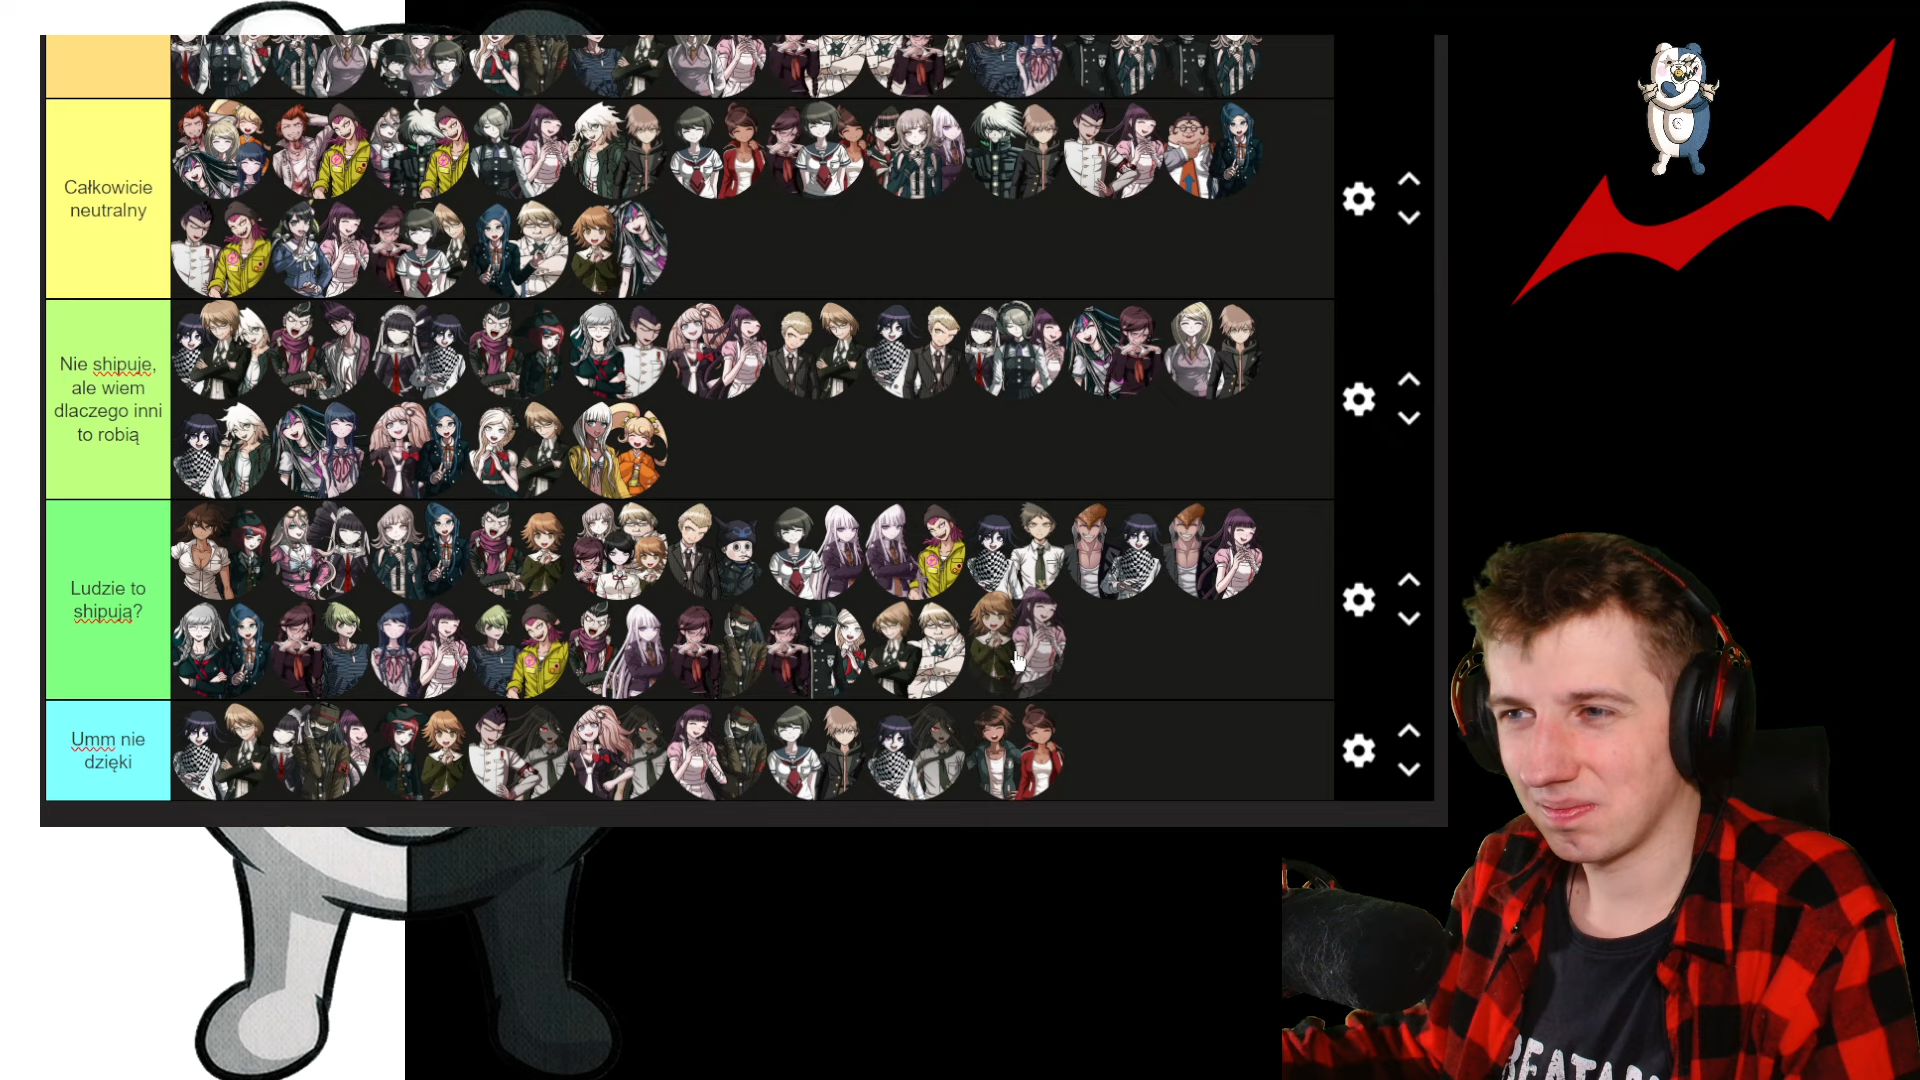 Całkowicie
neutralny
Nie shipuje,
ale wiem
dlaczego inni
to robią
Ludzie to
shipują?
Umm nie
dzięki